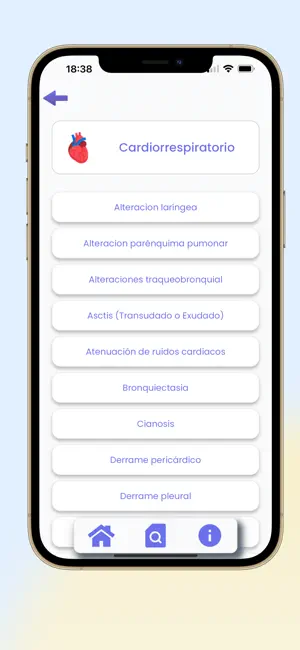 18:38
Cardiorrespiratorio
Alteracion laringea
Alteracion parénquima pumonar
Alteraciones traqueobronquial
Asctis (Transudado o Exudado)
Atenuación de ruidos cardiacos
Bronquiectasia
Cianosis
Derrame pericárdico
Derrame pleural